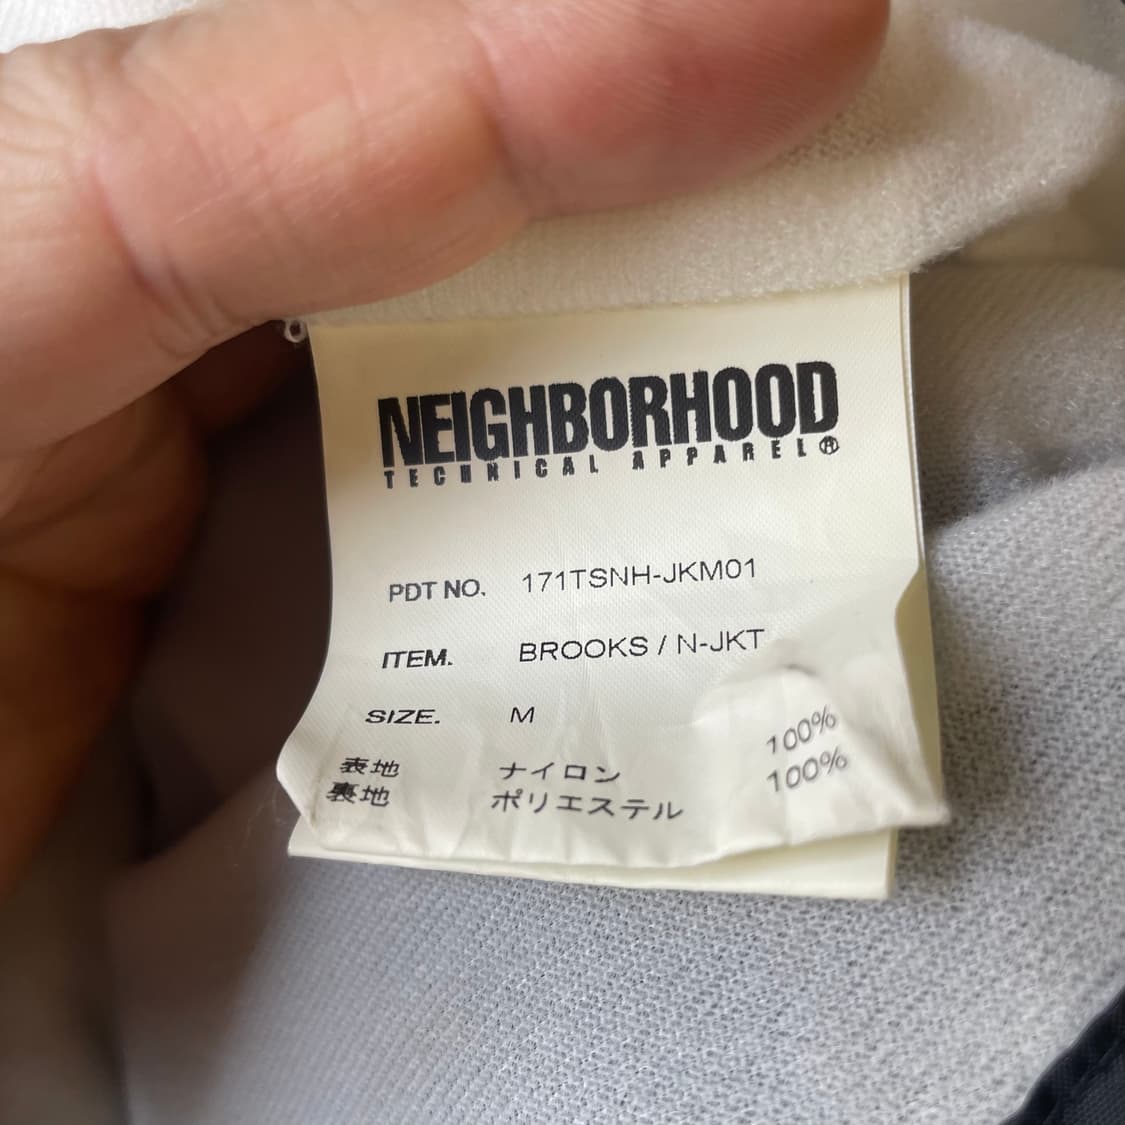 NEIGHBORHOOD
TECHNICAL APPAREL®
PDT NO. 171TSNH-JKM01
ITEM. BROOKS / N-JKT
SIZE. M
表地 ナイロン 100%
裏地 ポリエステル 100%